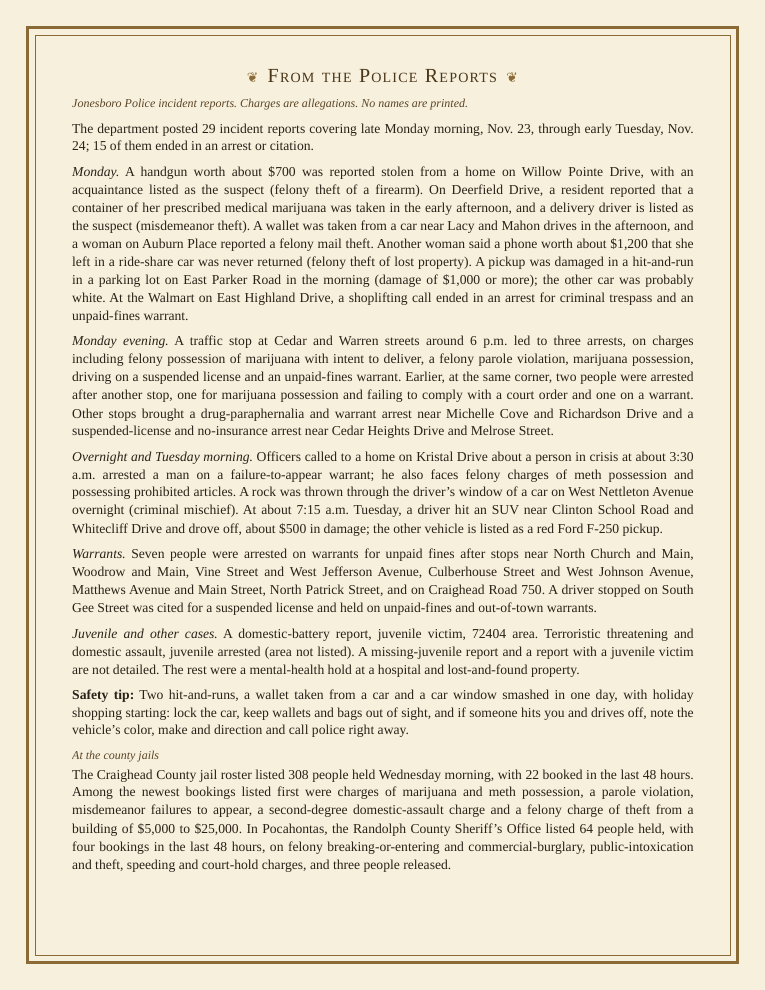 ❦ From the Police Reports ❦
Jonesboro Police incident reports. Charges are allegations. No names are printed.
The department posted 29 incident reports covering late Monday morning, Nov. 23, through early Tuesday, Nov.
24; 15 of them ended in an arrest or citation.
Monday. A handgun worth about $700 was reported stolen from a home on Willow Pointe Drive, with an
acquaintance listed as the suspect (felony theft of a firearm). On Deerfield Drive, a resident reported that a
container of her prescribed medical marijuana was taken in the early afternoon, and a delivery driver is listed as
the suspect (misdemeanor theft). A wallet was taken from a car near Lacy and Mahon drives in the afternoon, and
a woman on Auburn Place reported a felony mail theft. Another woman said a phone worth about $1,200 that she
left in a ride-share car was never returned (felony theft of lost property). A pickup was damaged in a hit-and-run
in a parking lot on East Parker Road in the morning (damage of $1,000 or more); the other car was probably
white. At the Walmart on East Highland Drive, a shoplifting call ended in an arrest for criminal trespass and an
unpaid-fines warrant.
Monday evening. A traffic stop at Cedar and Warren streets around 6 p.m. led to three arrests, on charges
including felony possession of marijuana with intent to deliver, a felony parole violation, marijuana possession,
driving on a suspended license and an unpaid-fines warrant. Earlier, at the same corner, two people were arrested
after another stop, one for marijuana possession and failing to comply with a court order and one on a warrant.
Other stops brought a drug-paraphernalia and warrant arrest near Michelle Cove and Richardson Drive and a
suspended-license and no-insurance arrest near Cedar Heights Drive and Melrose Street.
Overnight and Tuesday morning. Officers called to a home on Kristal Drive about a person in crisis at about 3:30
a.m. arrested a man on a failure-to-appear warrant; he also faces felony charges of meth possession and
possessing prohibited articles. A rock was thrown through the driver’s window of a car on West Nettleton Avenue
overnight (criminal mischief). At about 7:15 a.m. Tuesday, a driver hit an SUV near Clinton School Road and
Whitecliff Drive and drove off, about $500 in damage; the other vehicle is listed as a red Ford F-250 pickup.
Warrants. Seven people were arrested on warrants for unpaid fines after stops near North Church and Main,
Woodrow and Main, Vine Street and West Jefferson Avenue, Culberhouse Street and West Johnson Avenue,
Matthews Avenue and Main Street, North Patrick Street, and on Craighead Road 750. A driver stopped on South
Gee Street was cited for a suspended license and held on unpaid-fines and out-of-town warrants.
Juvenile and other cases. A domestic-battery report, juvenile victim, 72404 area. Terroristic threatening and
domestic assault, juvenile arrested (area not listed). A missing-juvenile report and a report with a juvenile victim
are not detailed. The rest were a mental-health hold at a hospital and lost-and-found property.
Safety tip: Two hit-and-runs, a wallet taken from a car and a car window smashed in one day, with holiday
shopping starting: lock the car, keep wallets and bags out of sight, and if someone hits you and drives off, note the
vehicle’s color, make and direction and call police right away.
At the county jails
The Craighead County jail roster listed 308 people held Wednesday morning, with 22 booked in the last 48 hours.
Among the newest bookings listed first were charges of marijuana and meth possession, a parole violation,
misdemeanor failures to appear, a second-degree domestic-assault charge and a felony charge of theft from a
building of $5,000 to $25,000. In Pocahontas, the Randolph County Sheriff’s Office listed 64 people held, with
four bookings in the last 48 hours, on felony breaking-or-entering and commercial-burglary, public-intoxication
and theft, speeding and court-hold charges, and three people released.